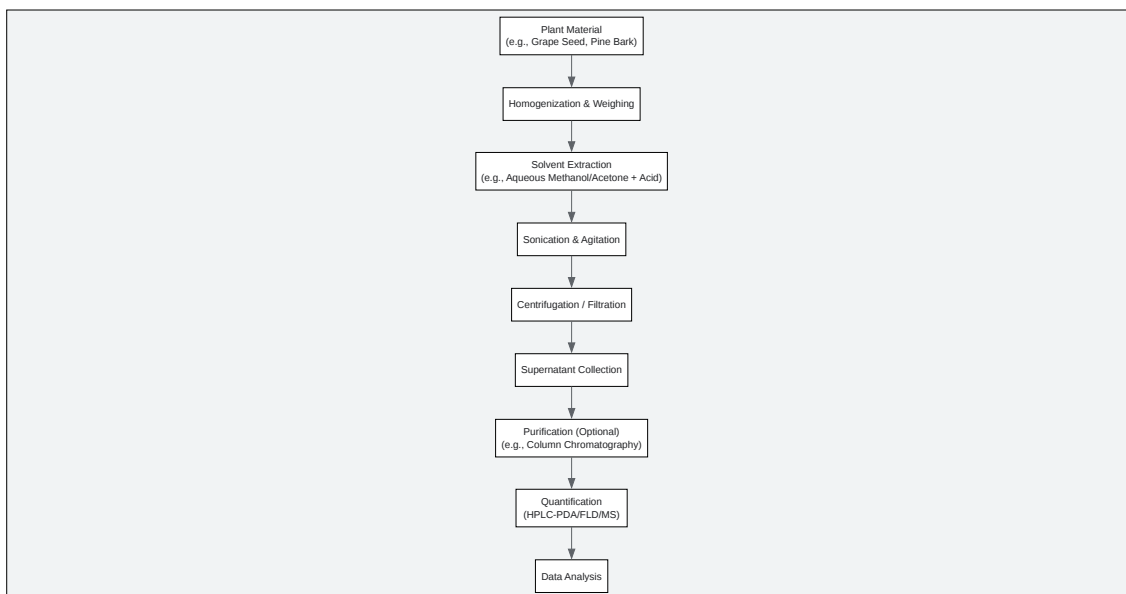 Plant Material
(e.g., Grape Seed, Pine Bark)
Homogenization & Weighing
Solvent Extraction
(e.g., Aqueous Methanol/Acetone + Acid)
Sonication & Agitation
Centrifugation / Filtration
Supernatant Collection
Purification (Optional)
(e.g., Column Chromatography)
Quantification
(HPLC-PDA/FLD/MS)
Data Analysis